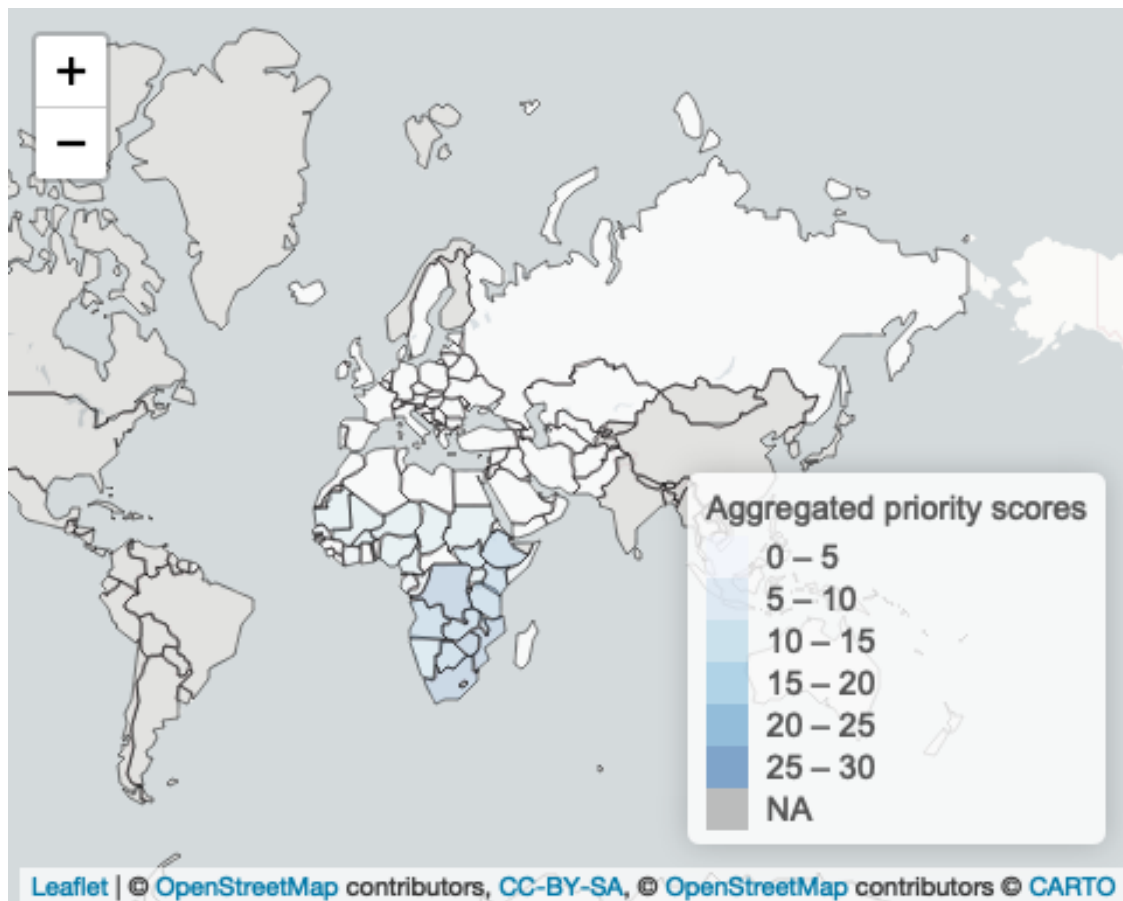 +
−
Aggregated priority scores
0 – 5
5 – 10
10 – 15
15 – 20
20 – 25
25 – 30
NA
Leaflet | © OpenStreetMap contributors, CC-BY-SA, © OpenStreetMap contributors © CARTO